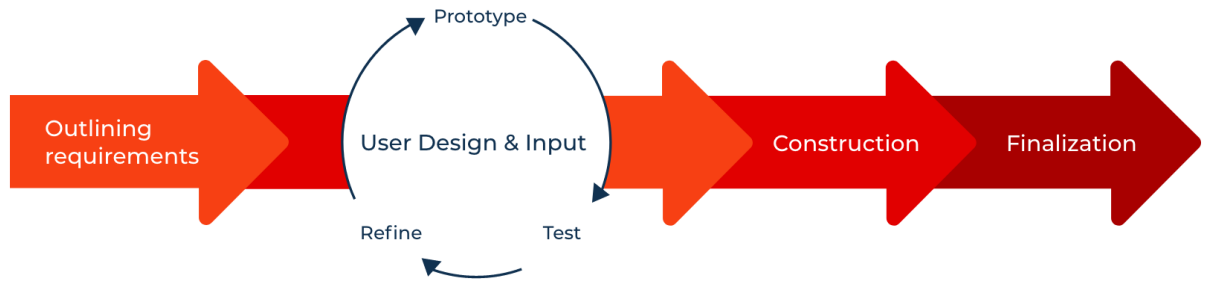 Prototype
Outlining
requirements
User Design & Input
Construction
Finalization
Refine
Test